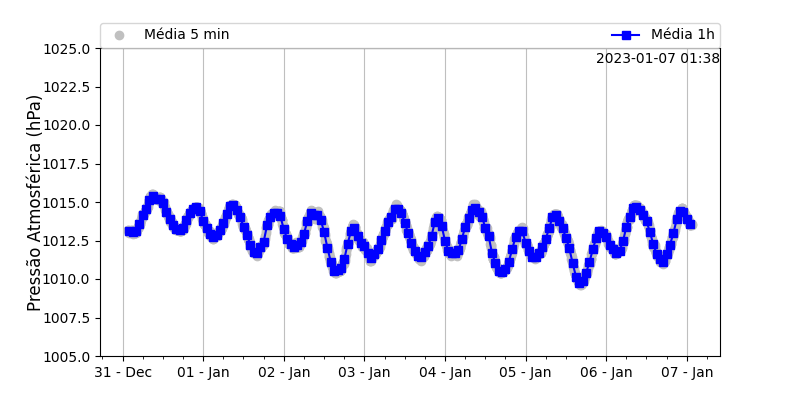 Média 5 min
Média 1h
2023-01-07 01:38
Pressão Atmosférica (hPa)
1025.0
1022.5
1020.0
1017.5
1015.0
1012.5
1010.0
1007.5
1005.0
31 - Dec
01 - Jan
02 - Jan
03 - Jan
04 - Jan
05 - Jan
06 - Jan
07 - Jan